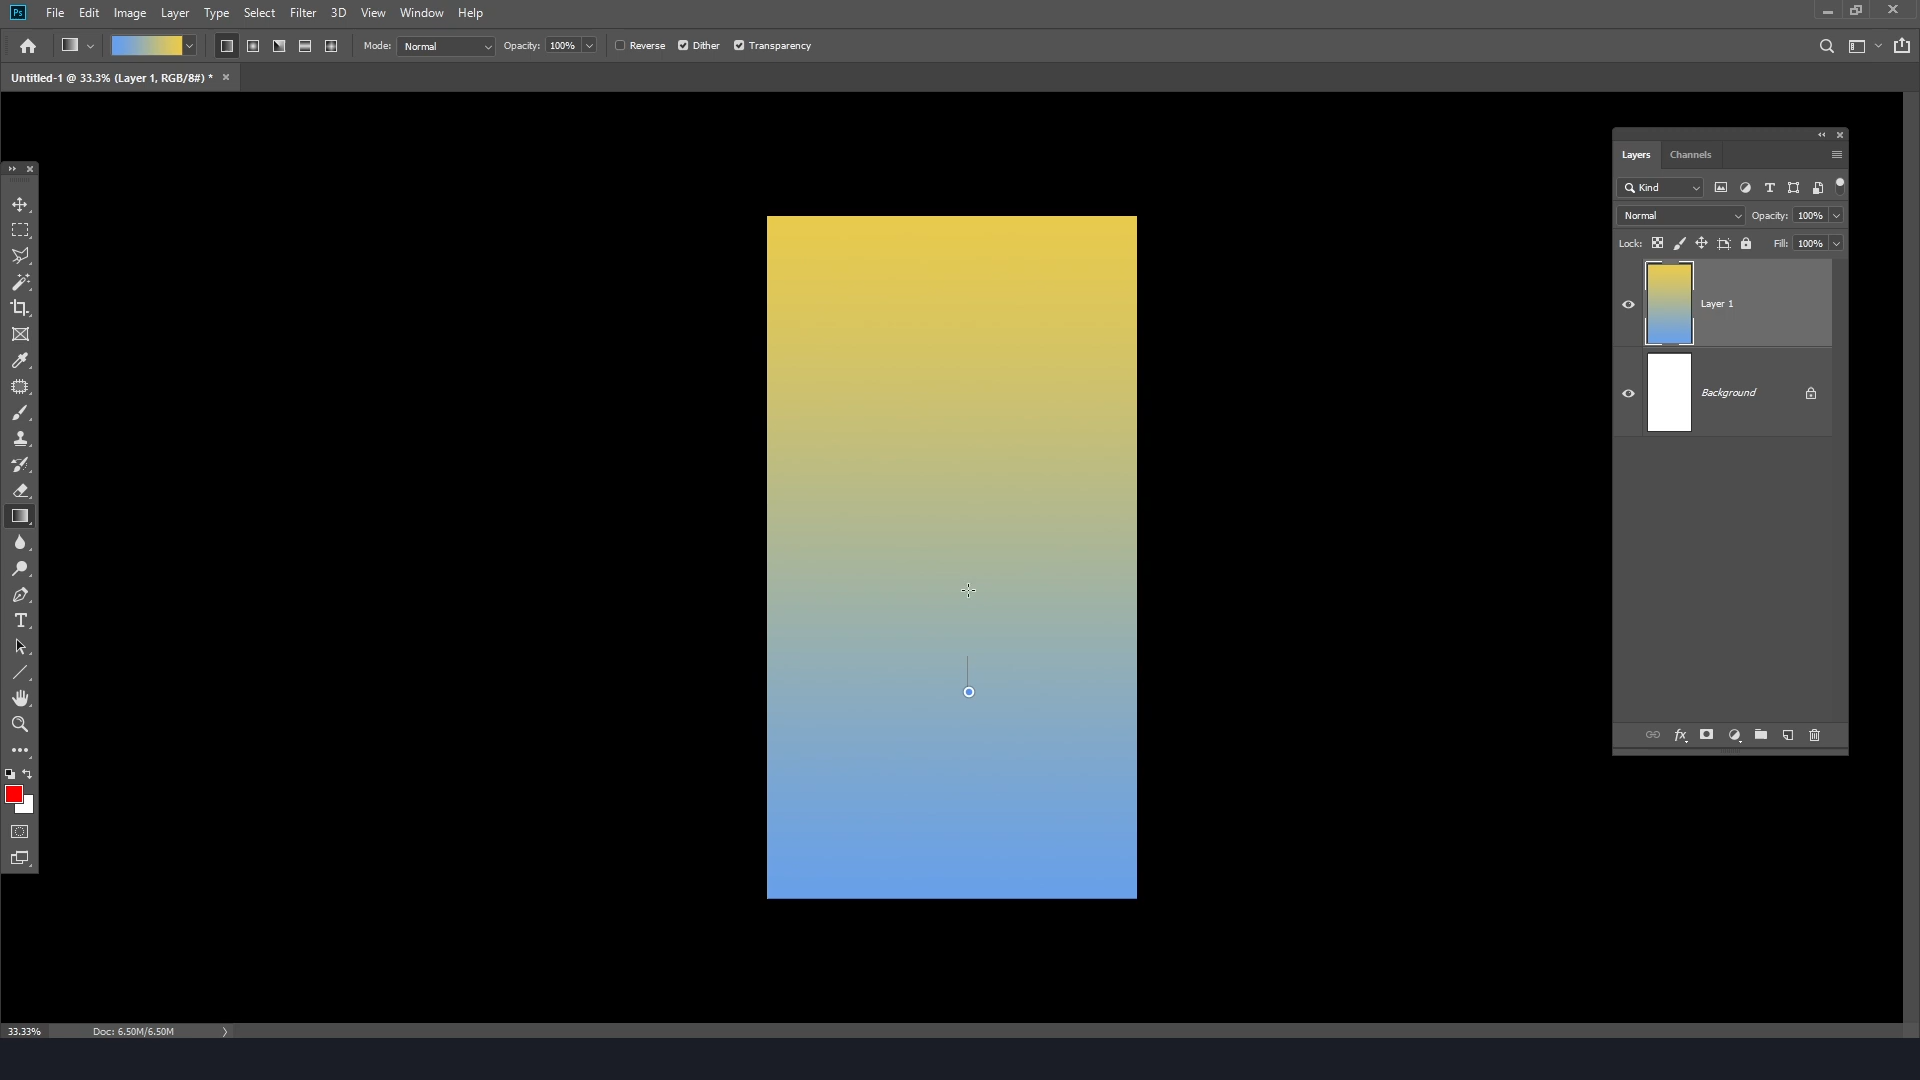 Ps File Edit Image Layer Type Select Filter 3D View Window Help
Mode: Normal Opacity: 100% Reverse Dither Transparency
Untitled-1 @ 33.3% (Layer 1, RGB/8#) *
Layers Channels
Kind
Normal Opacity: 100%
Lock: Fill: 100%
Layer 1
Background
fx
33.33% Doc: 6.50M/6.50M